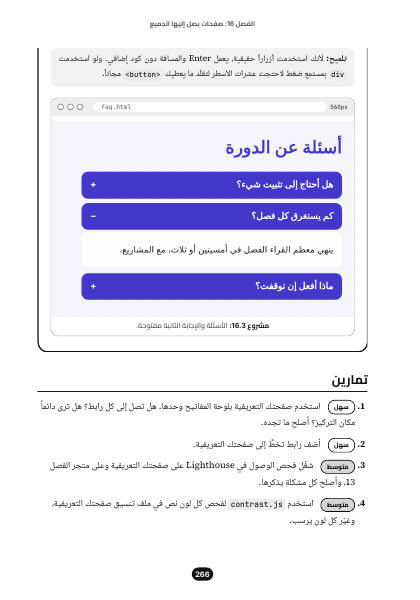 الفصل 16: صفحات يصل إليها الجميع
تلميح: لأنك استخدمت أزراراً حقيقية، يعمل Enter والمسافة دون كود إضافي. ولو استخدمت
div بمستمع ضغط لاحتجت عشرات الأسطر لتقلّد ما يعطيك <button> مجاناً.
faq.html
560px
أسئلة عن الدورة
هل أحتاج إلى تثبيت شيء؟ +
كم يستغرق كل فصل؟ −
ينهي معظم القراء الفصل في أمسيتين أو ثلاث، مع المشاريع.
ماذا أفعل إن توقفت؟ +
مشروع 16.3: الأسئلة والإجابة الثانية مفتوحة.
تمارين
1. سهل استخدم صفحتك التعريفية بلوحة المفاتيح وحدها. هل تصل إلى كل رابط؟ هل ترى دائماً
مكان التركيز؟ أصلح ما تجده.
2. سهل أضف رابط تخطٍّ إلى صفحتك التعريفية.
3. متوسط شغّل فحص الوصول في Lighthouse على صفحتك التعريفية وعلى متجر الفصل
13، وأصلح كل مشكلة يذكرها.
4. متوسط استخدم contrast.js لفحص كل لون نص في ملف تنسيق صفحتك التعريفية،
وغيّر كل لون يرسب.
266